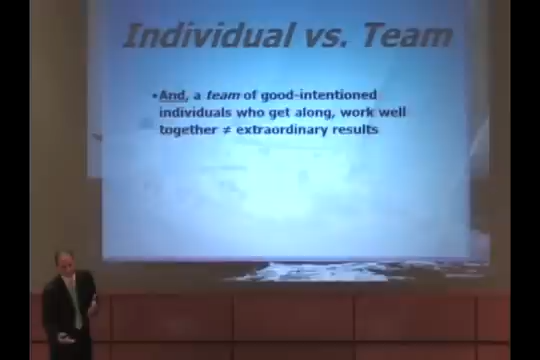 Individual vs. Team
•And, a team of good-intentioned
individuals who get along, work well
together ≠ extraordinary results